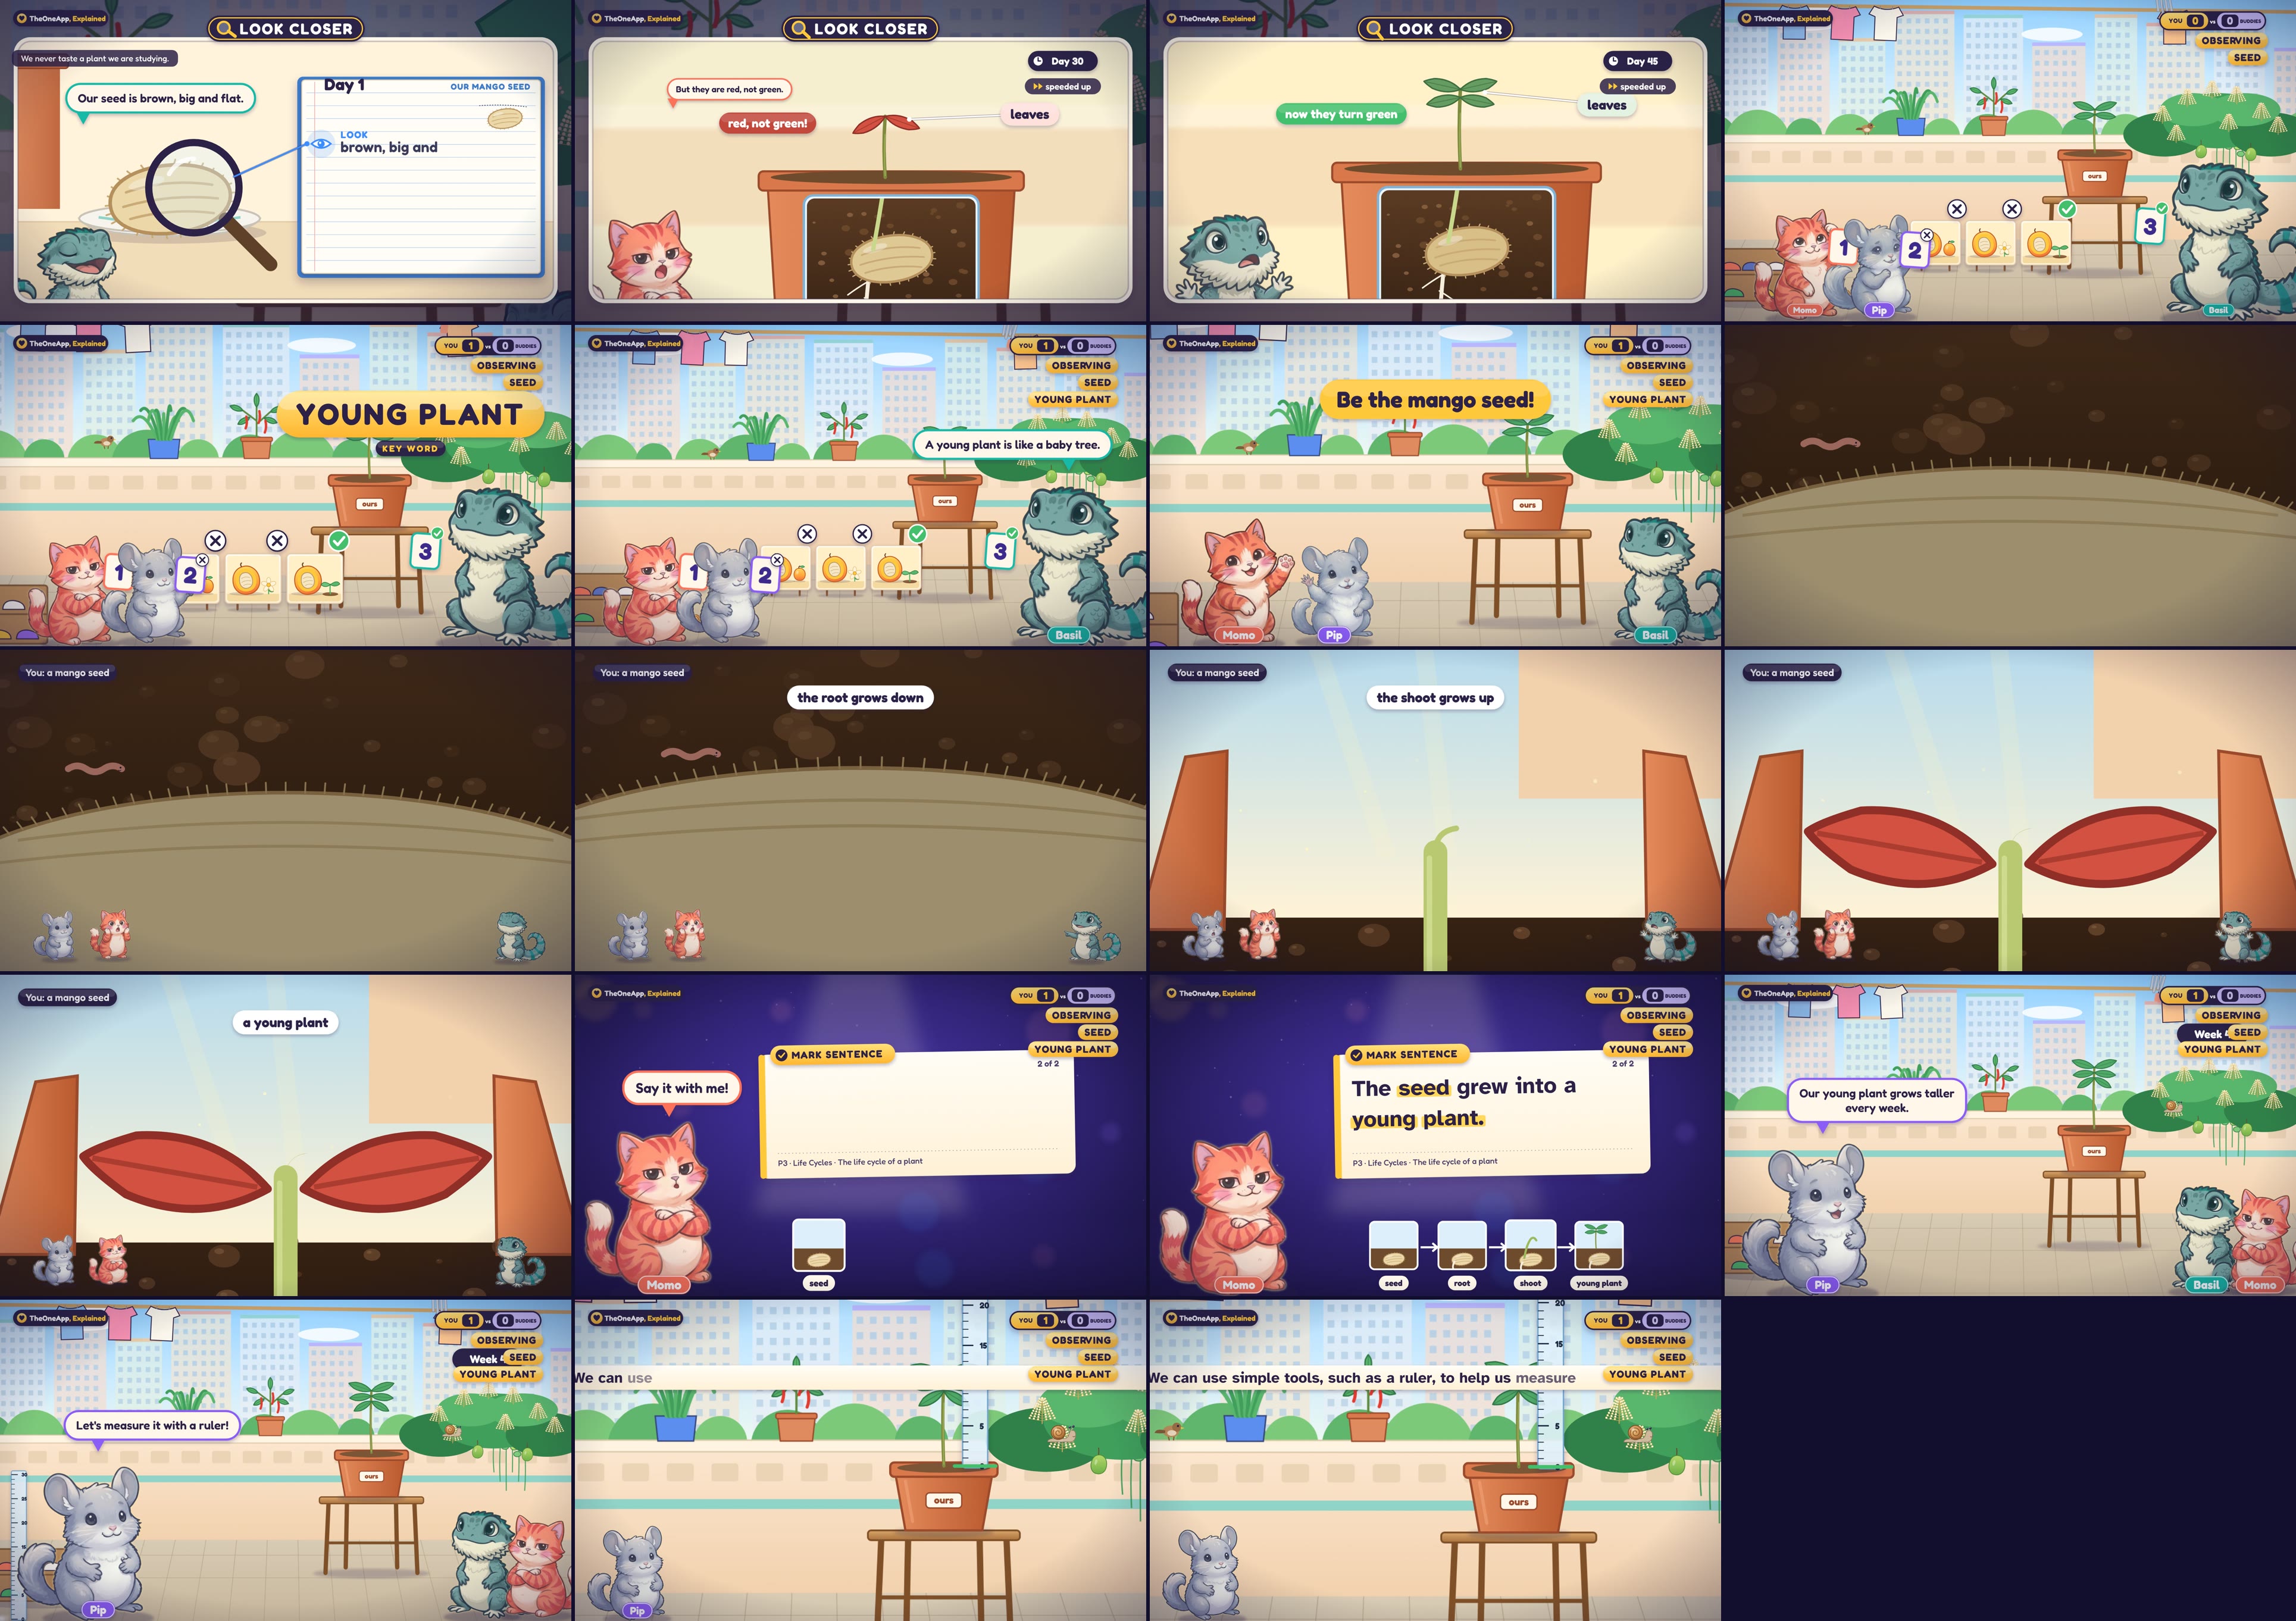 TheOneApp, Explained
LOOK CLOSER
We never taste a plant we are studying.
Our seed is brown, big and flat.
Day 1
OUR MANGO SEED
LOOK
brown, big and
TheOneApp, Explained
LOOK CLOSER
Day 30
speeded up
But they are red, not green.
red, not green!
leaves
TheOneApp, Explained
LOOK CLOSER
Day 45
speeded up
now they turn green
leaves
TheOneApp, Explained
YOU 0 vs 0 BUDDIES
OBSERVING
SEED
ours
1
2
3
Momo
Pip
Basil
TheOneApp, Explained
YOU 1 vs 0 BUDDIES
OBSERVING
SEED
YOUNG PLANT
KEY WORD
ours
1
2
3
TheOneApp, Explained
YOU 1 vs 0 BUDDIES
OBSERVING
SEED
YOUNG PLANT
A young plant is like a baby tree.
ours
1
2
3
Basil
TheOneApp, Explained
YOU 1 vs 0 BUDDIES
OBSERVING
SEED
YOUNG PLANT
Be the mango seed!
ours
Momo
Pip
Basil
You: a mango seed
You: a mango seed
the root grows down
You: a mango seed
the shoot grows up
You: a mango seed
You: a mango seed
a young plant
TheOneApp, Explained
YOU 1 vs 0 BUDDIES
OBSERVING
SEED
YOUNG PLANT
MARK SENTENCE
2 of 2
Say it with me!
P3 · Life Cycles · The life cycle of a plant
Momo
seed
TheOneApp, Explained
YOU 1 vs 0 BUDDIES
OBSERVING
SEED
YOUNG PLANT
MARK SENTENCE
2 of 2
The seed grew into a
young plant.
P3 · Life Cycles · The life cycle of a plant
Momo
seed
root
shoot
young plant
TheOneApp, Explained
YOU 1 vs 0 BUDDIES
OBSERVING
Week
SEED
YOUNG PLANT
Our young plant grows taller
every week.
ours
Pip
Basil
Momo
TheOneApp, Explained
YOU 1 vs 0 BUDDIES
OBSERVING
Week
SEED
YOUNG PLANT
Let's measure it with a ruler!
ours
Pip
TheOneApp, Explained
YOU 1 vs 0 BUDDIES
OBSERVING
SEED
YOUNG PLANT
20
15
We can use
5
ours
Pip
TheOneApp, Explained
YOU 1 vs 0 BUDDIES
OBSERVING
SEED
YOUNG PLANT
20
15
We can use simple tools, such as a ruler, to help us measure
5
ours